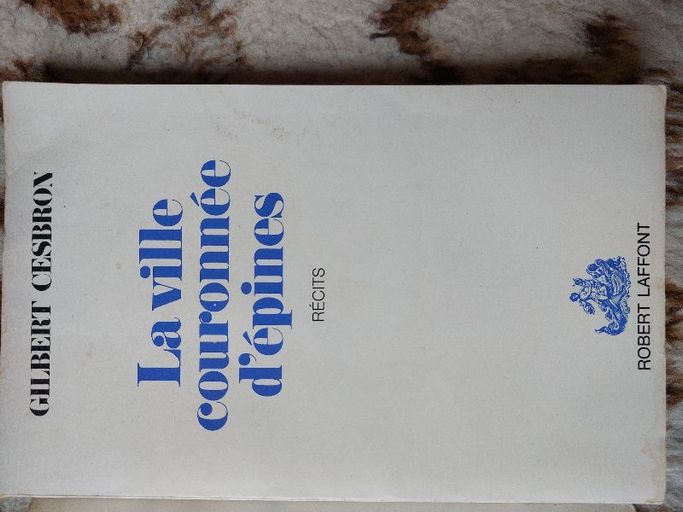 GILBERT CESBRON
La ville
couronnée
d'épines
RÉCITS
ROBERT LAFFONT